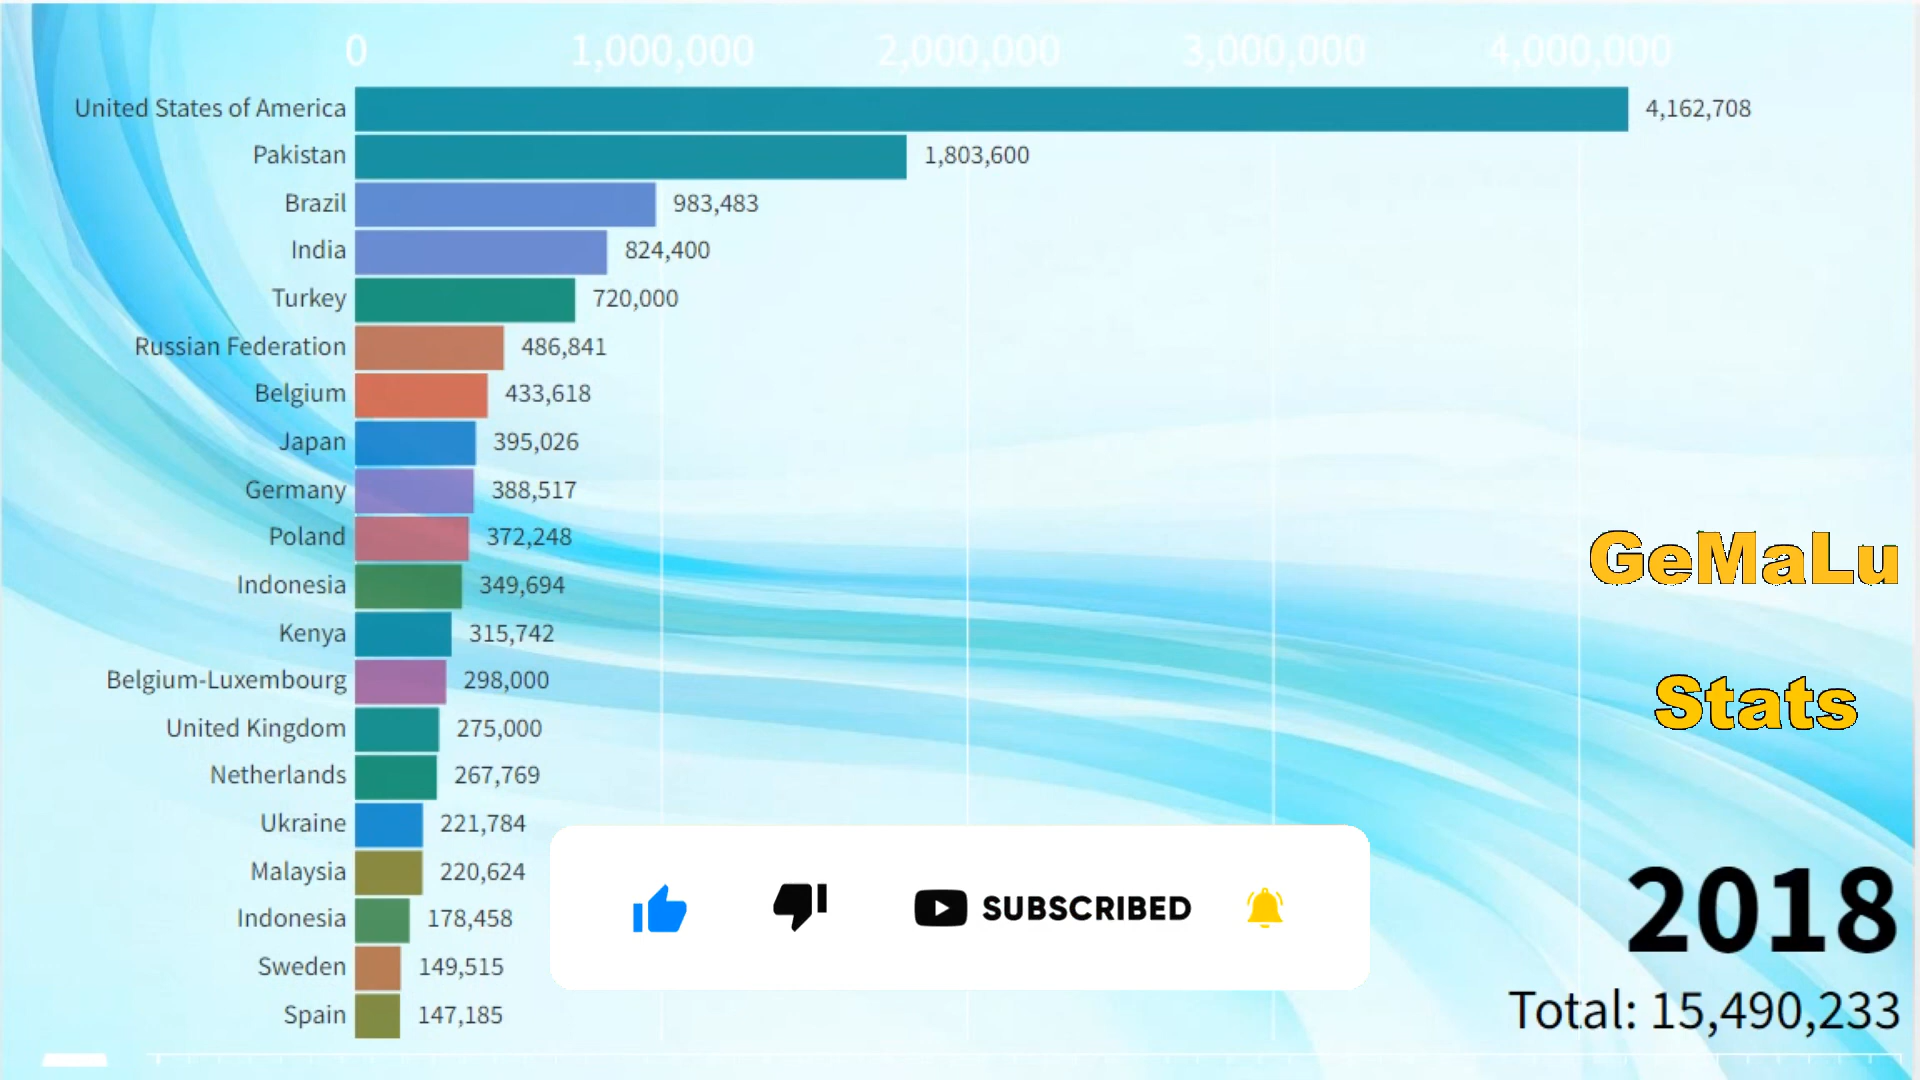 0 1,000,000 2,000,000 3,000,000 4,000,000
United States of America 4,162,708
Pakistan 1,803,600
Brazil 983,483
India 824,400
Turkey 720,000
Russian Federation 486,841
Belgium 433,618
Japan 395,026
Germany 388,517
Poland 372,248
Indonesia 349,694
Kenya 315,742
Belgium-Luxembourg 298,000
United Kingdom 275,000
Netherlands 267,769
Ukraine 221,784
Malaysia 220,624
Indonesia 178,458
Sweden 149,515
Spain 147,185
GeMaLu
Stats
SUBSCRIBED
2018
Total: 15,490,233